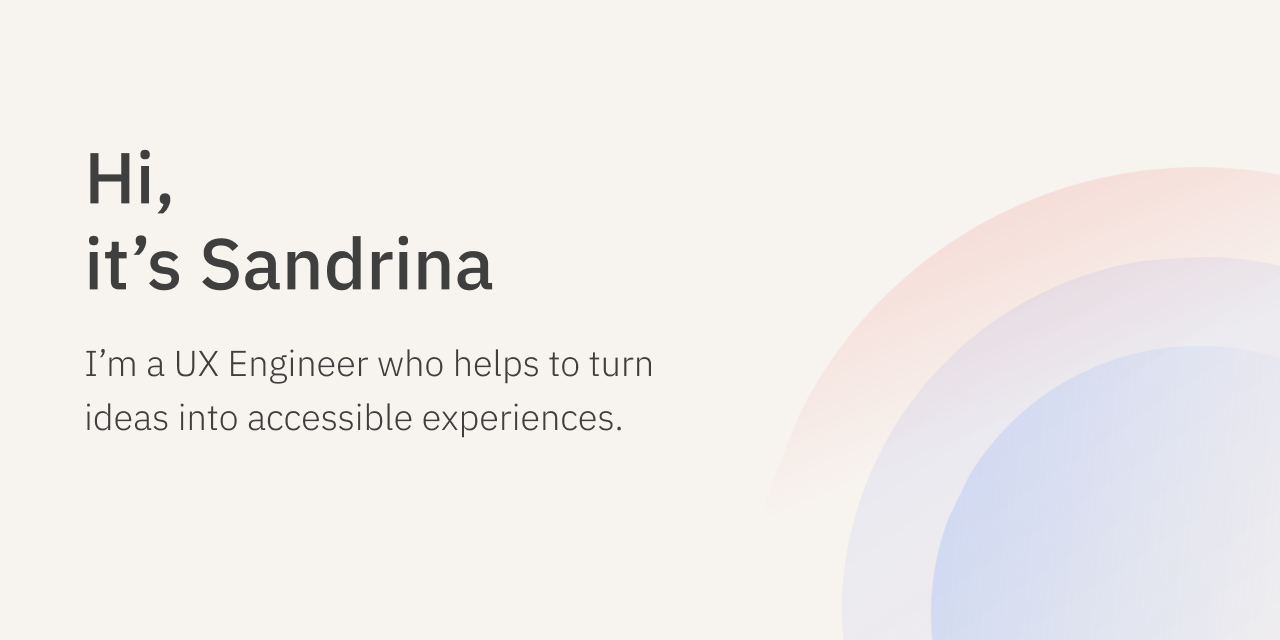 Hi,
it’s Sandrina
I’m a UX Engineer who helps to turn
ideas into accessible experiences.